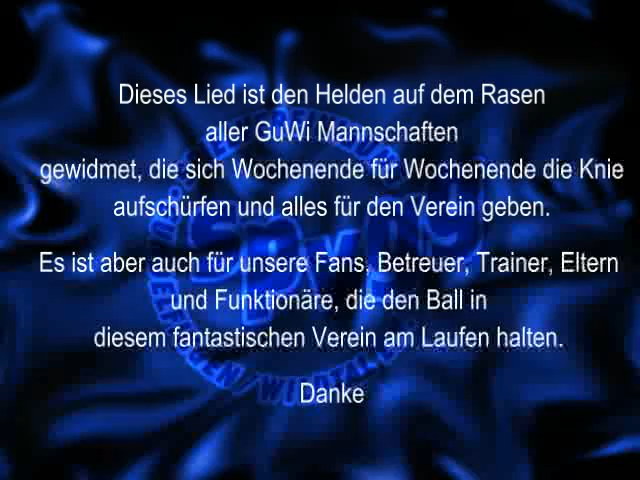 Dieses Lied ist den Helden auf dem Rasen
aller GuWi Mannschaften
gewidmet, die sich Wochenende für Wochenende die Knie
aufschürfen und alles für den Verein geben.
Es ist aber auch für unsere Fans, Betreuer, Trainer, Eltern
und Funktionäre, die den Ball in
diesem fantastischen Verein am Laufen halten.
Danke